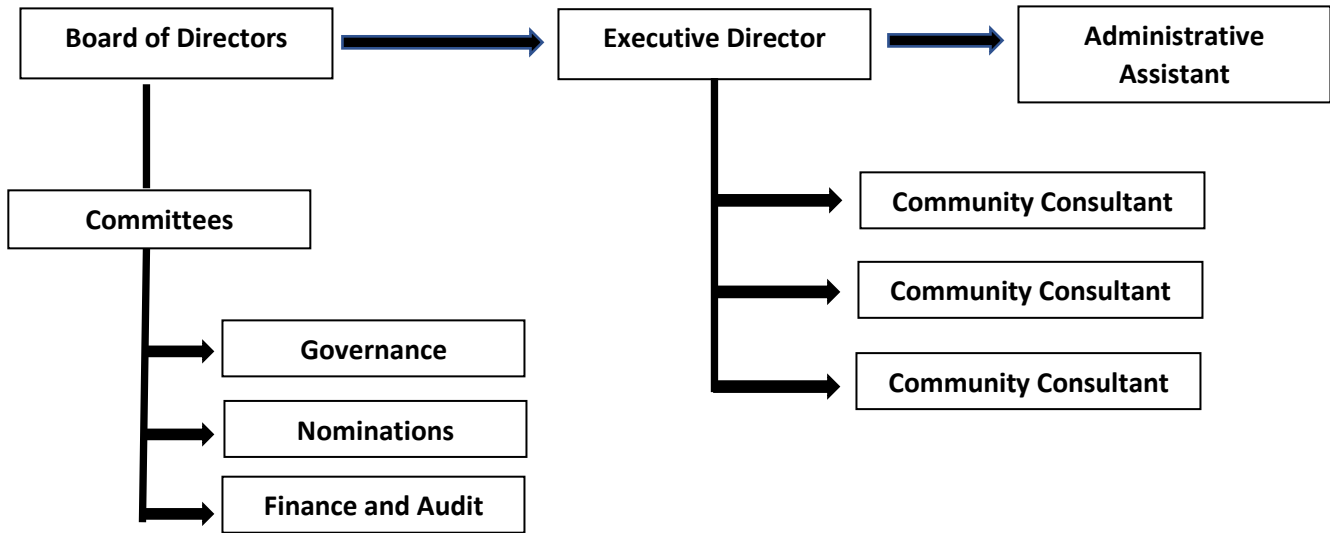 Board of Directors
Executive Director
Administrative
Assistant
Committees
Community Consultant
Community Consultant
Community Consultant
Governance
Nominations
Finance and Audit